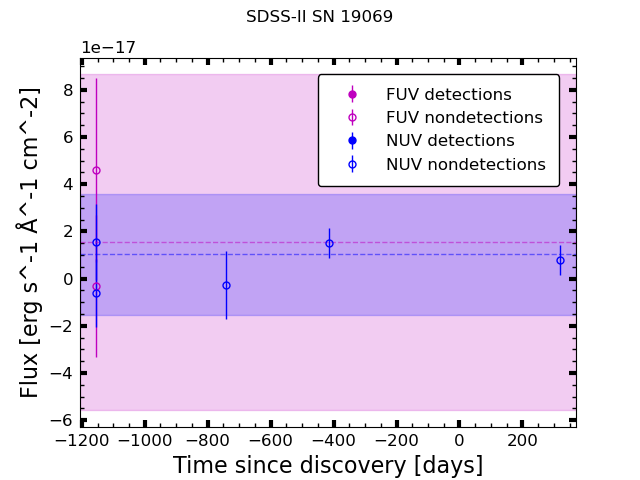 SDSS-II SN 19069
1e−17
FUV detections
FUV nondetections
NUV detections
NUV nondetections
8
6
4
2
0
−2
−4
−6
Flux [erg s^-1 Å^-1 cm^-2]
−1200 −1000 −800 −600 −400 −200 0 200
Time since discovery [days]